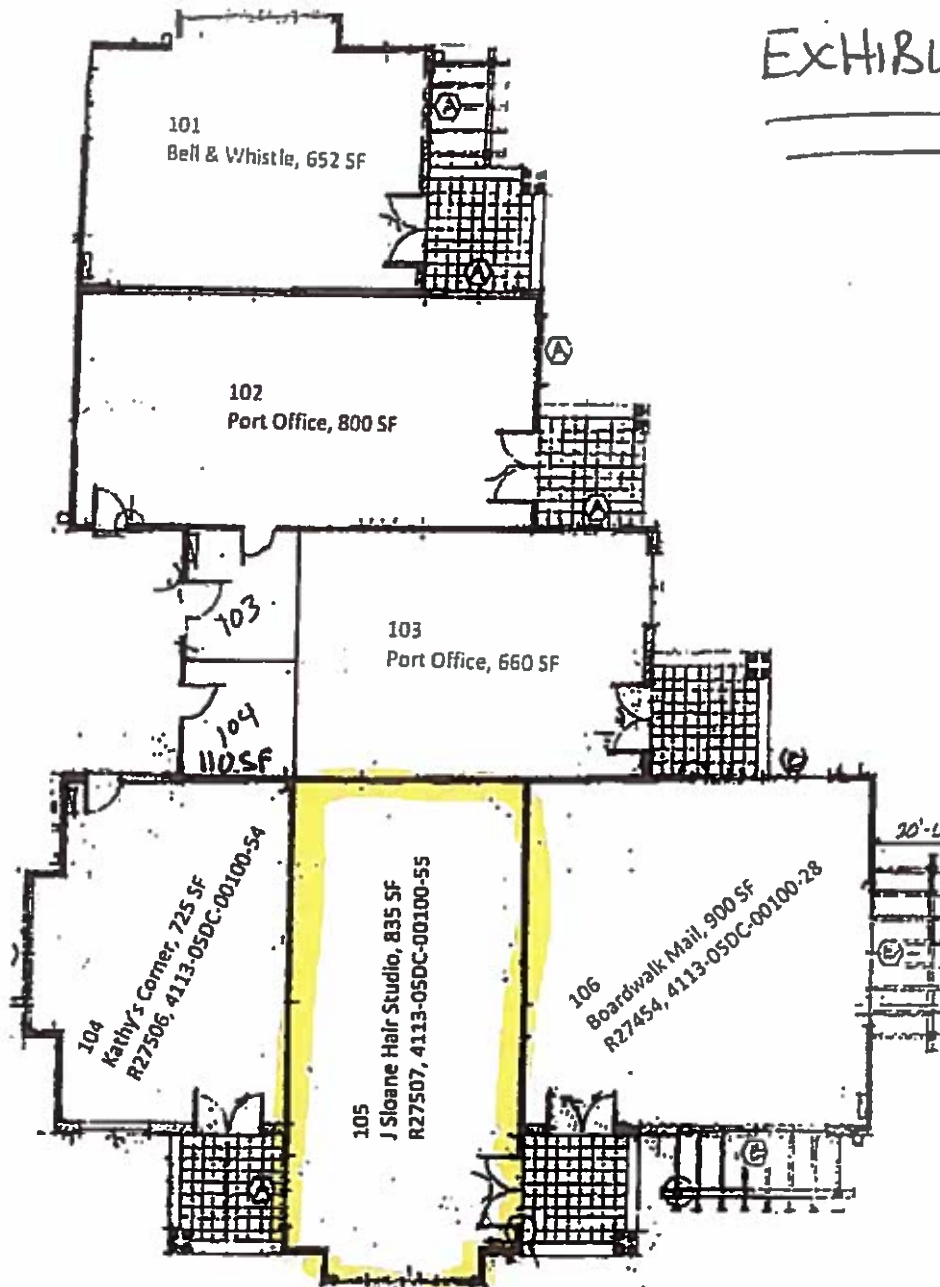 EXHIBI
101
Bell & Whistle, 652 SF
A
A
102
Port Office, 800 SF
A
A
103
103
Port Office, 660 SF
104
110 SF
104
Kathy's Corner, 725 SF
R27506, 4113-05DC-00100-54
105
J Sloane Hair Studio, 835 SF
R27507, 4113-05DC-00100-55
106
Boardwalk Mail, 900 SF
R27454, 4113-05DC-00100-28
A